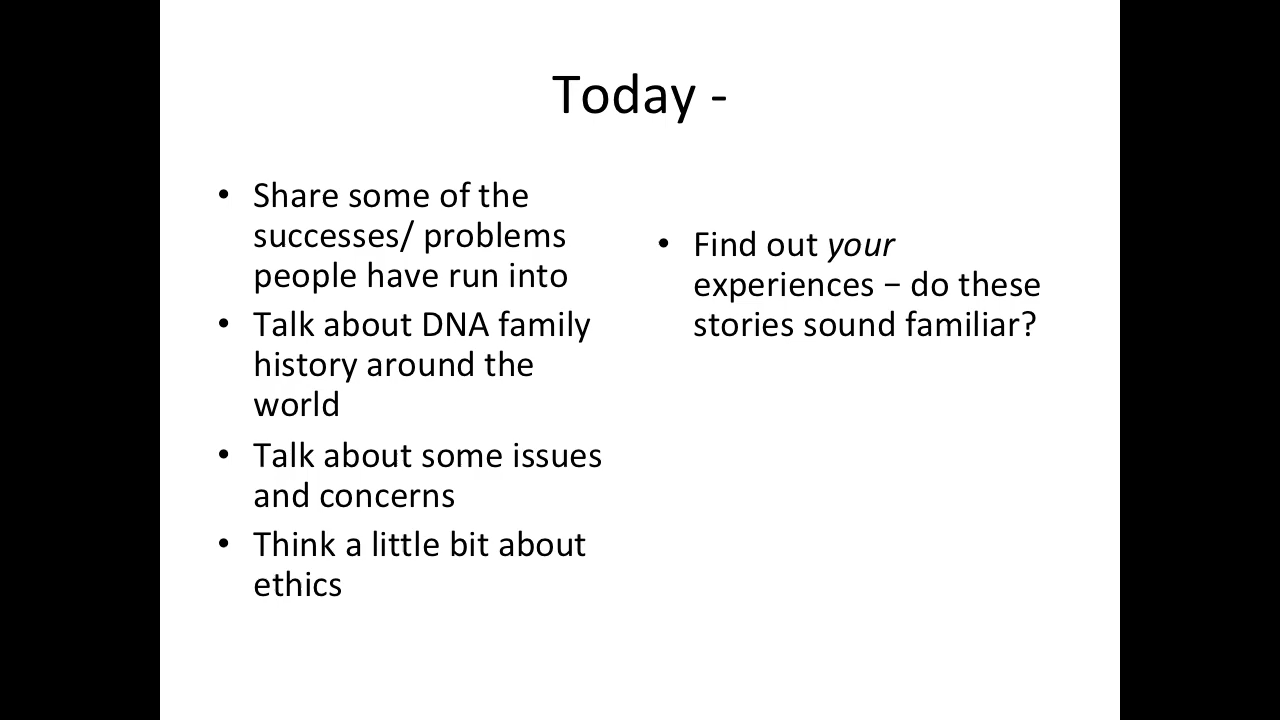 Today -
• Share some of the
successes/ problems
people have run into
• Talk about DNA family
history around the
world
• Talk about some issues
and concerns
• Think a little bit about
ethics
• Find out your
experiences – do these
stories sound familiar?